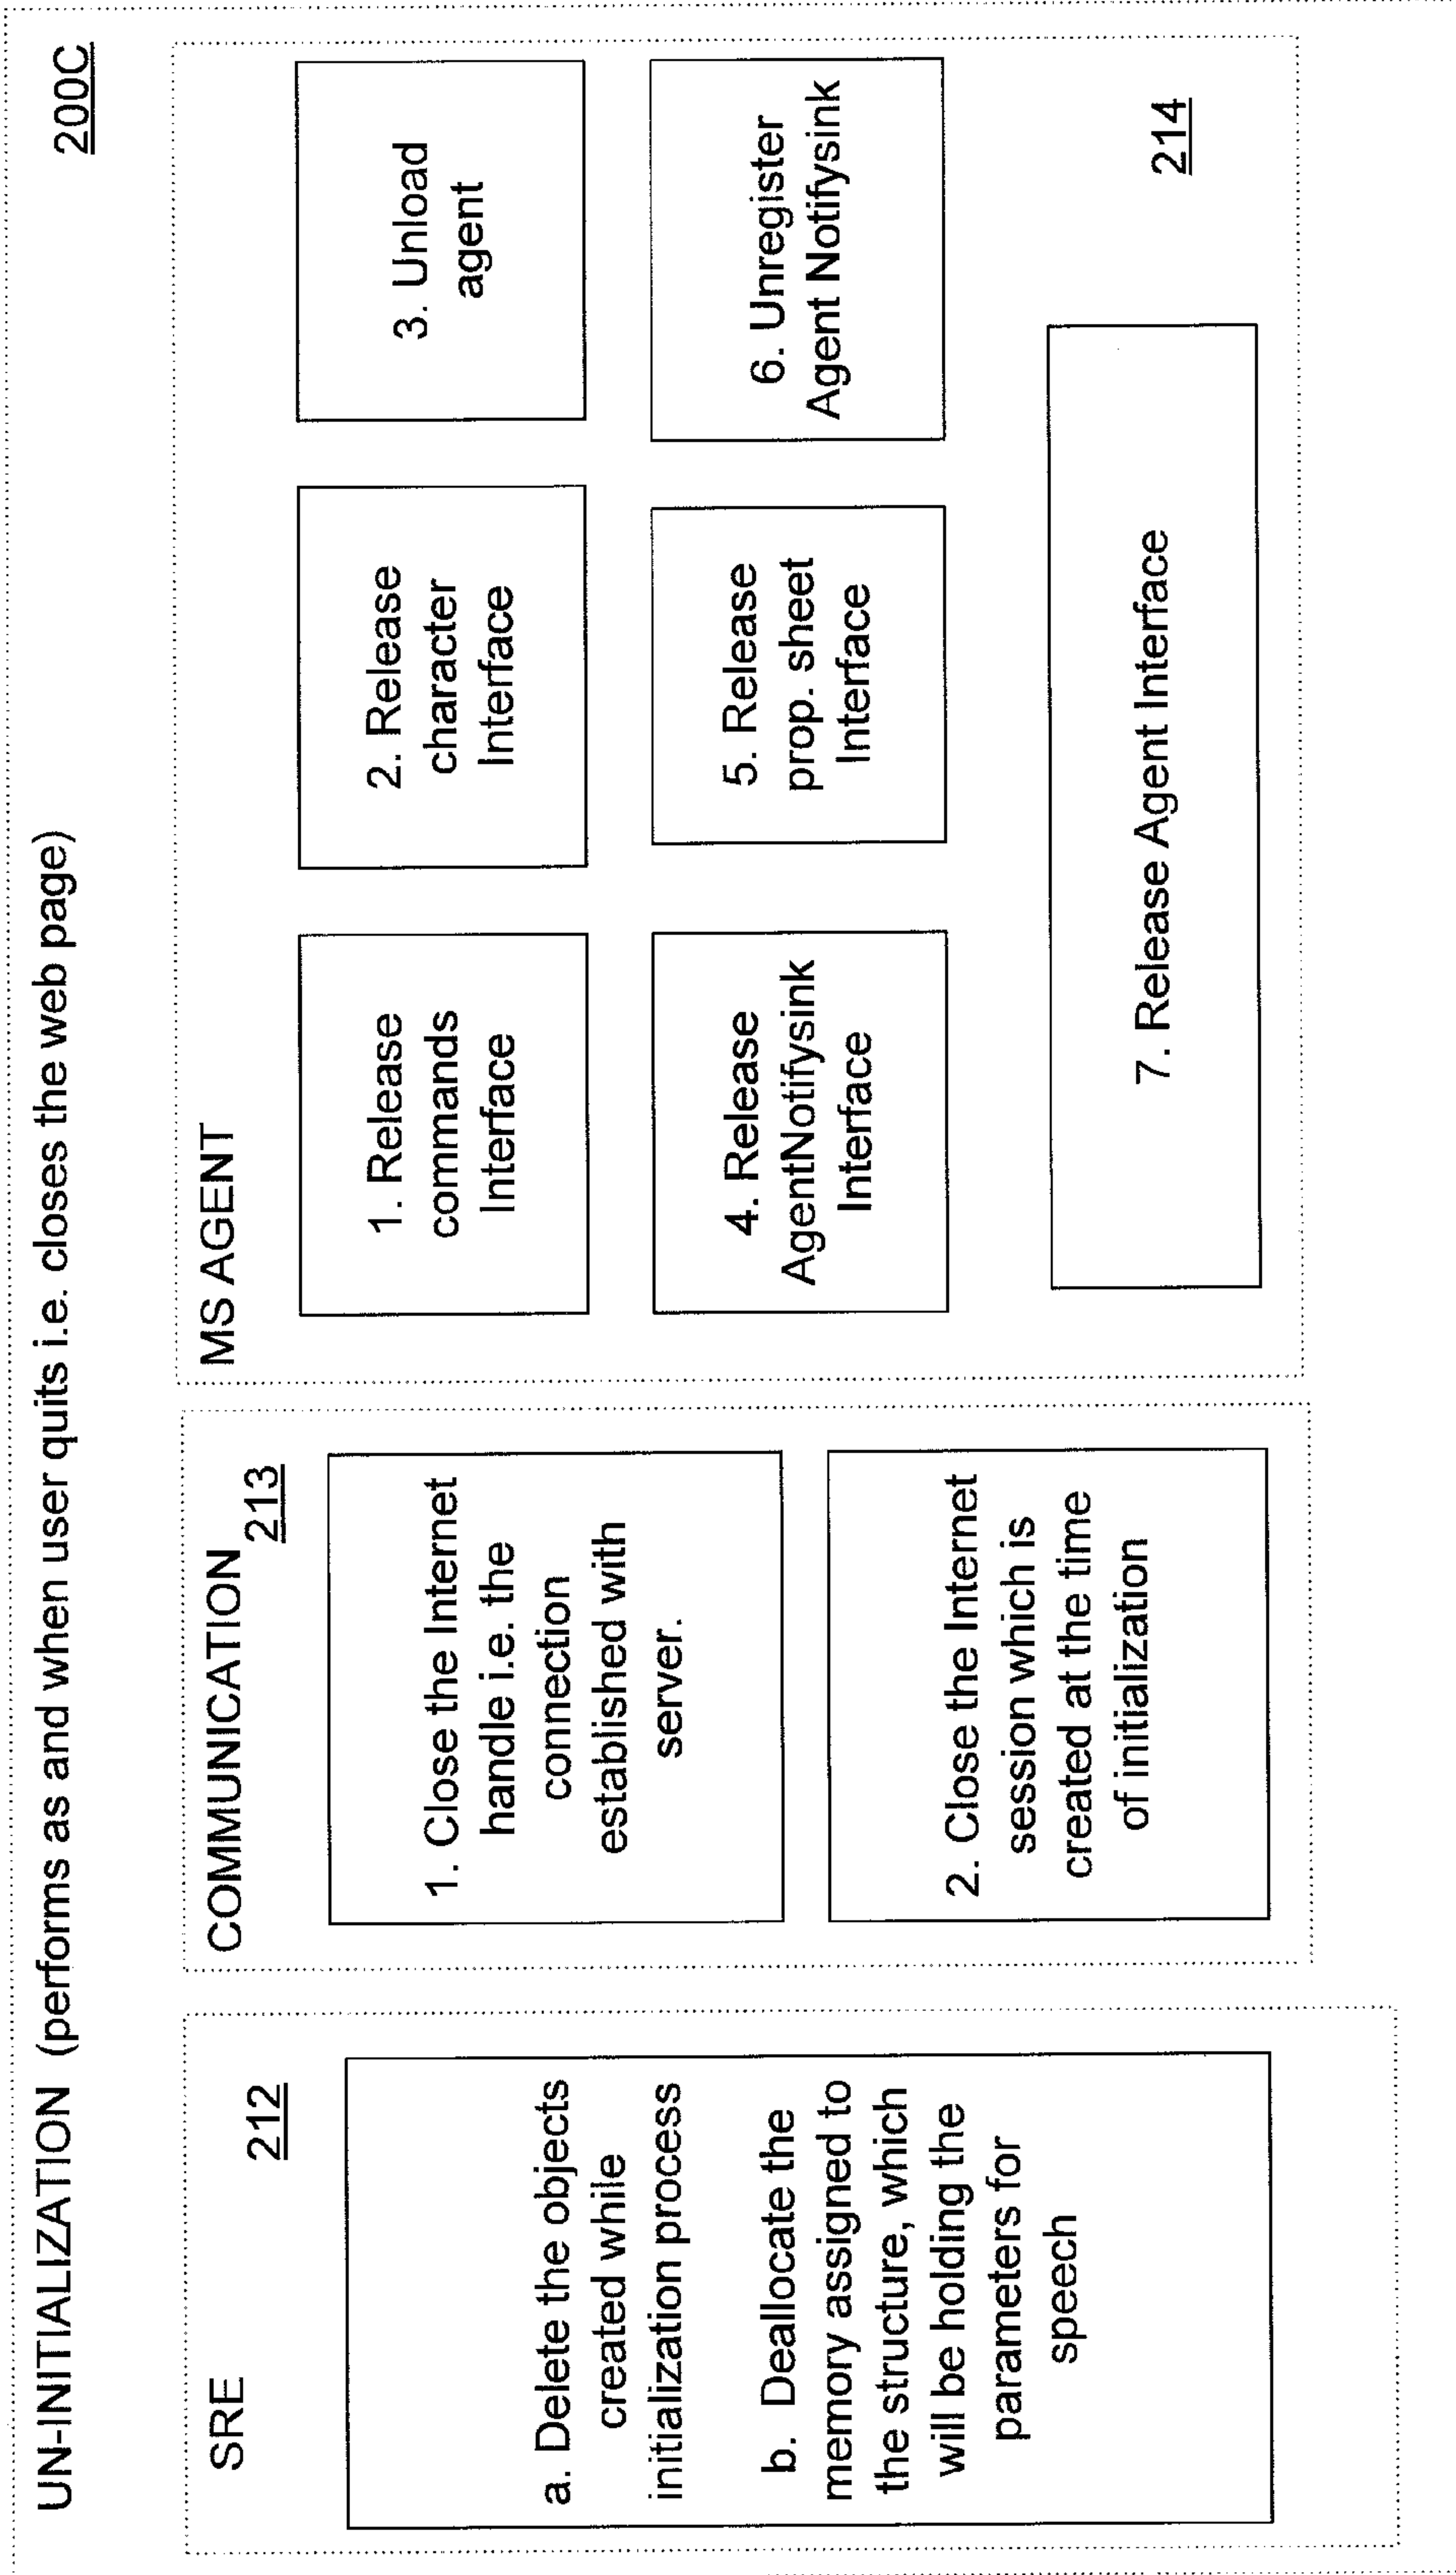 UN-INITIALIZATION (performs as and when user quits i.e. closes the web page)
200C
SRE
212
a. Delete the objects
created while
initialization process
b. Deallocate the
memory assigned to
the structure, which
will be holding the
parameters for
speech
COMMUNICATION
213
1. Close the Internet
handle i.e. the
connection
established with
server.
2. Close the Internet
session which is
created at the time
of initialization
MS AGENT
1. Release
commands
Interface
2. Release
character
Interface
3. Unload
agent
4. Release
AgentNotifysink
Interface
5. Release
prop. sheet
Interface
6. Unregister
Agent Notifysink
7. Release Agent Interface
214